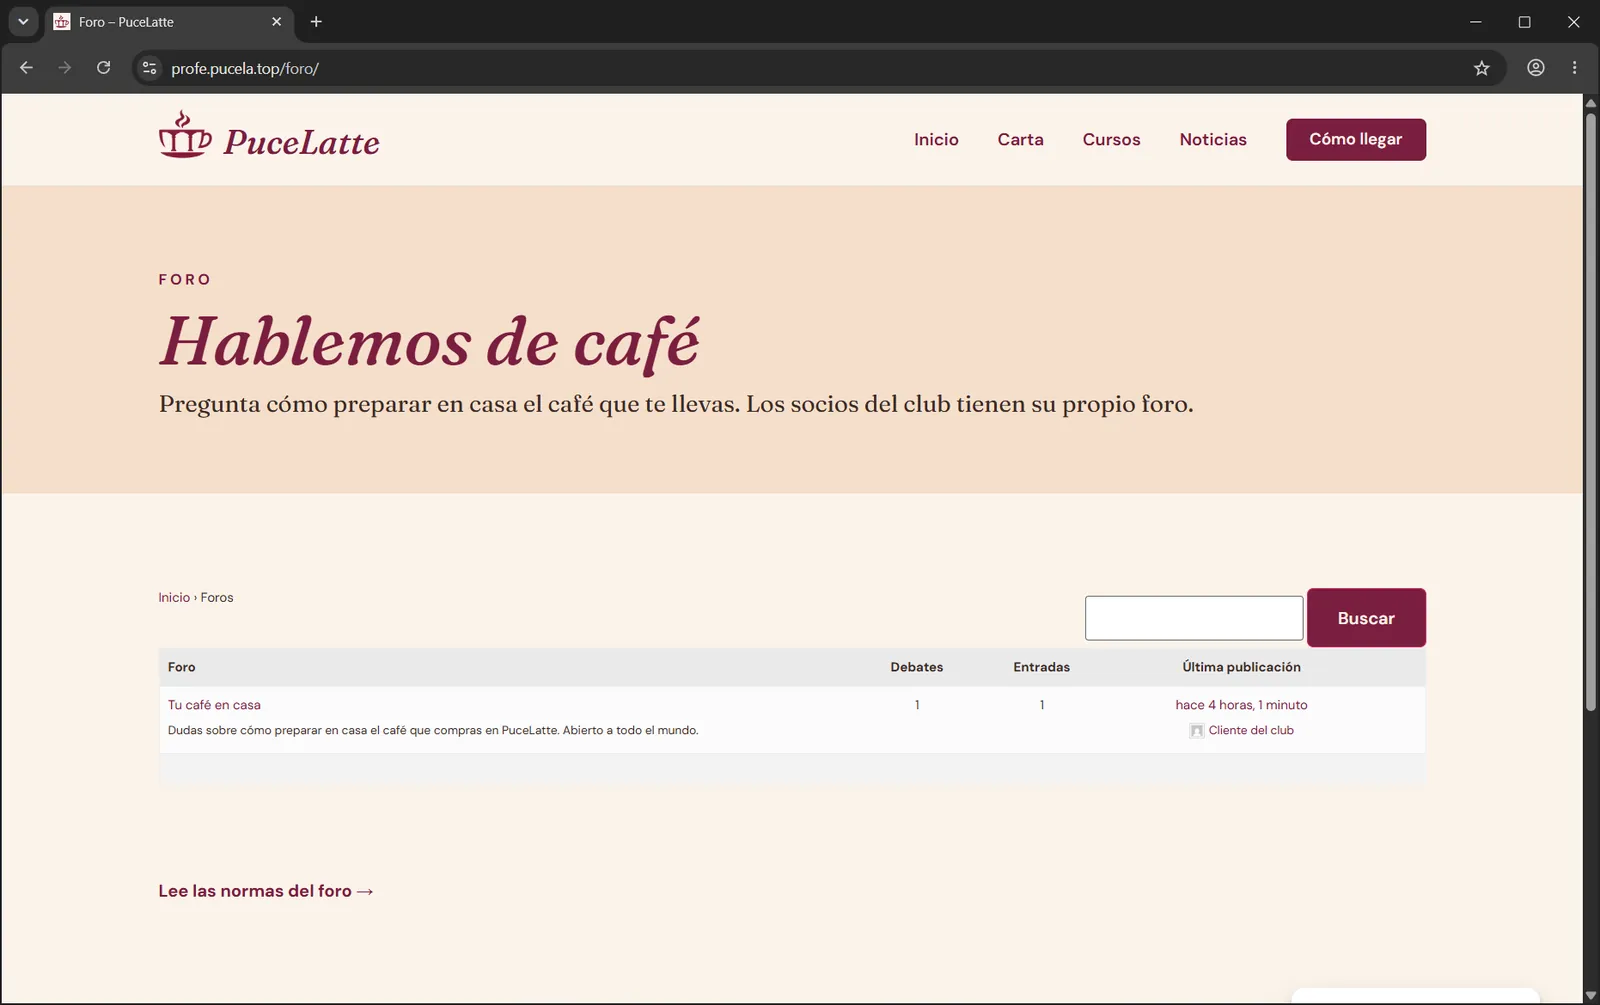 Foro – PuceLatte
profe.pucela.top/foro/
PuceLatte
Inicio
Carta
Cursos
Noticias
Cómo llegar
FORO
Hablemos de café
Pregunta cómo preparar en casa el café que te llevas. Los socios del club tienen su propio foro.
Inicio › Foros
Buscar
Foro Debates Entradas Última publicación
Tu café en casa 1 1 hace 4 horas, 1 minuto
Dudas sobre cómo preparar en casa el café que compras en PuceLatte. Abierto a todo el mundo. Cliente del club
Lee las normas del foro →